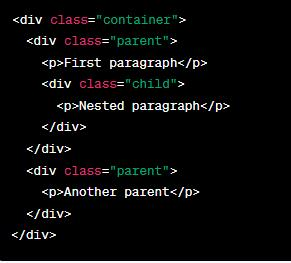 <div class="container">
  <div class="parent">
    <p>First paragraph</p>
    <div class="child">
      <p>Nested paragraph</p>
    </div>
  </div>
  <div class="parent">
    <p>Another parent</p>
  </div>
</div>